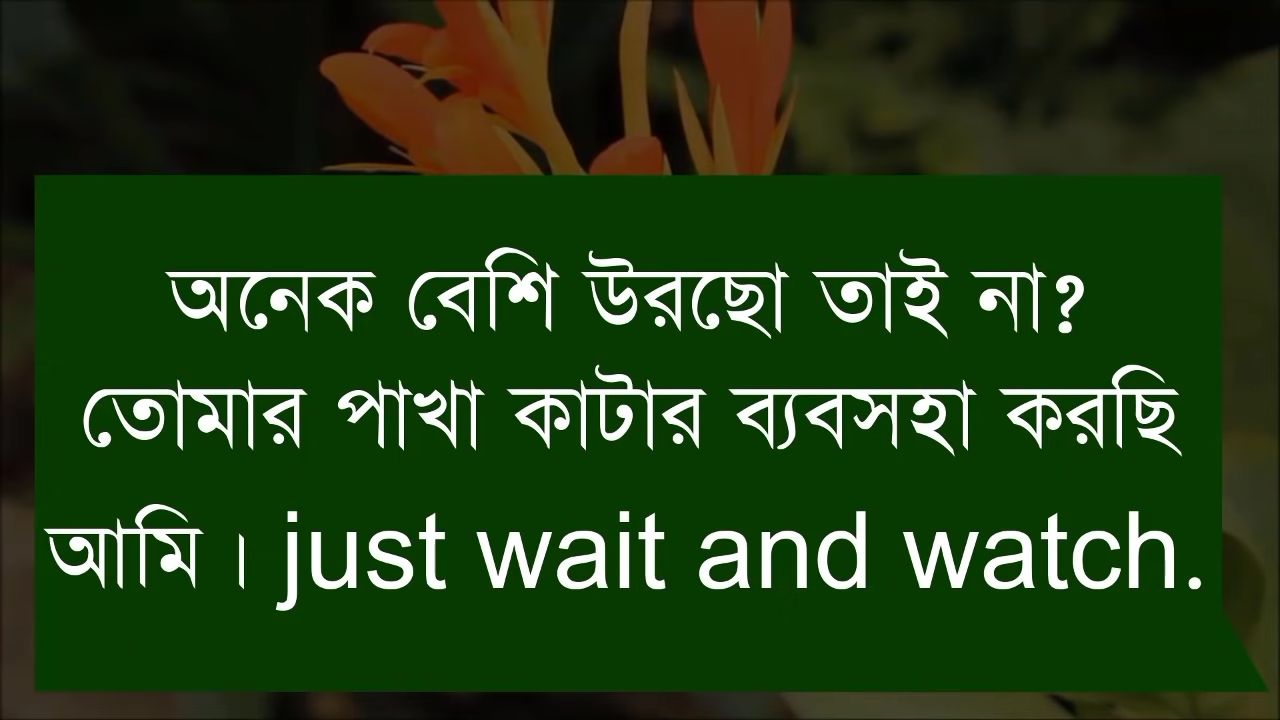 অনেক বেশি উরছো তাই না?
তোমার পাখা কাটার ব্যবসহা করছি
আমি। just wait and watch.